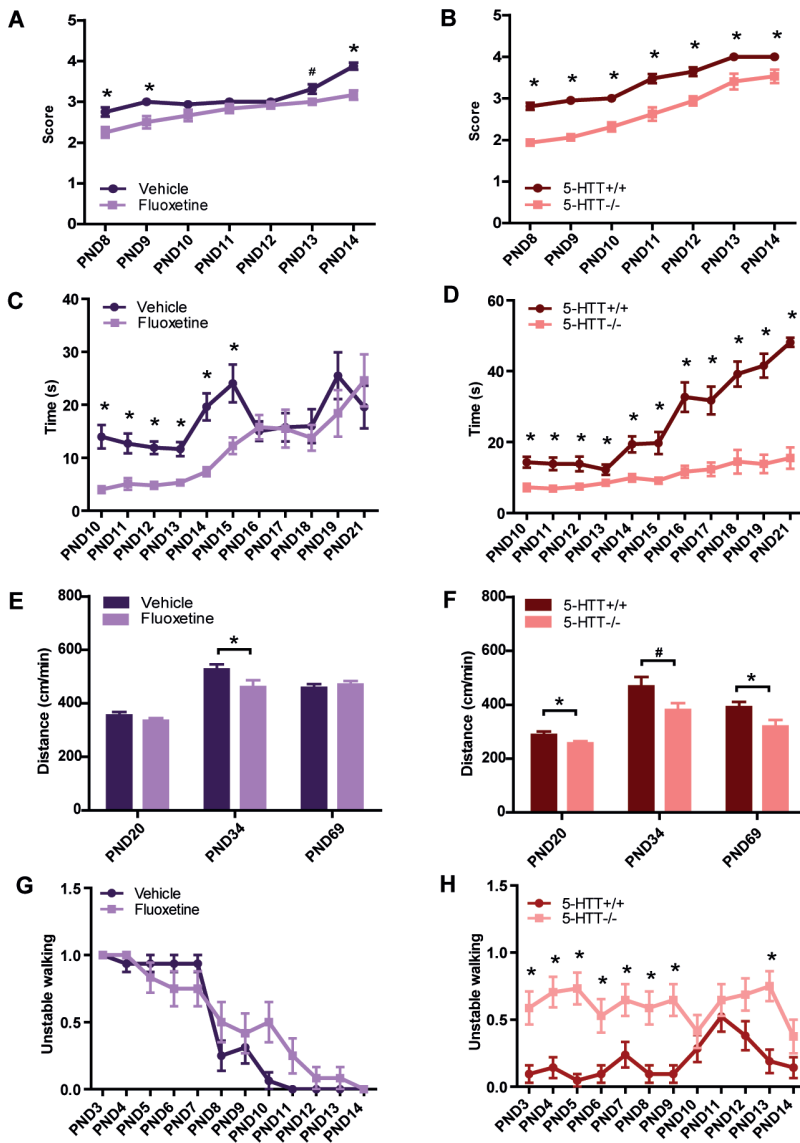 A
5
4
3
2
1
0
Score
*
*
#
*
Vehicle
Fluoxetine
PND8
PND9
PND10
PND11
PND12
PND13
PND14
B
5
4
3
2
1
0
Score
*
*
*
*
*
*
*
5-HTT+/+
5-HTT-/-
PND8
PND9
PND10
PND11
PND12
PND13
PND14
C
40
30
20
10
0
Time (s)
Vehicle
Fluoxetine
*
*
*
*
*
*
PND10
PND11
PND12
PND13
PND14
PND15
PND16
PND17
PND18
PND19
PND21
D
60
40
20
0
Time (s)
5-HTT+/+
5-HTT-/-
*
*
*
*
*
*
*
*
*
*
*
PND10
PND11
PND12
PND13
PND14
PND15
PND16
PND17
PND18
PND19
PND21
E
800
600
400
200
0
Distance (cm/min)
Vehicle
Fluoxetine
*
PND20
PND34
PND69
F
800
600
400
200
0
Distance (cm/min)
5-HTT+/+
5-HTT-/-
*
#
*
PND20
PND34
PND69
G
1.5
1.0
0.5
0.0
Unstable walking
Vehicle
Fluoxetine
PND3
PND4
PND5
PND6
PND7
PND8
PND9
PND10
PND11
PND12
PND13
PND14
H
1.5
1.0
0.5
0.0
Unstable walking
5-HTT+/+
5-HTT-/-
*
*
*
*
*
*
*
*
PND3
PND4
PND5
PND6
PND7
PND8
PND9
PND10
PND11
PND12
PND13
PND14